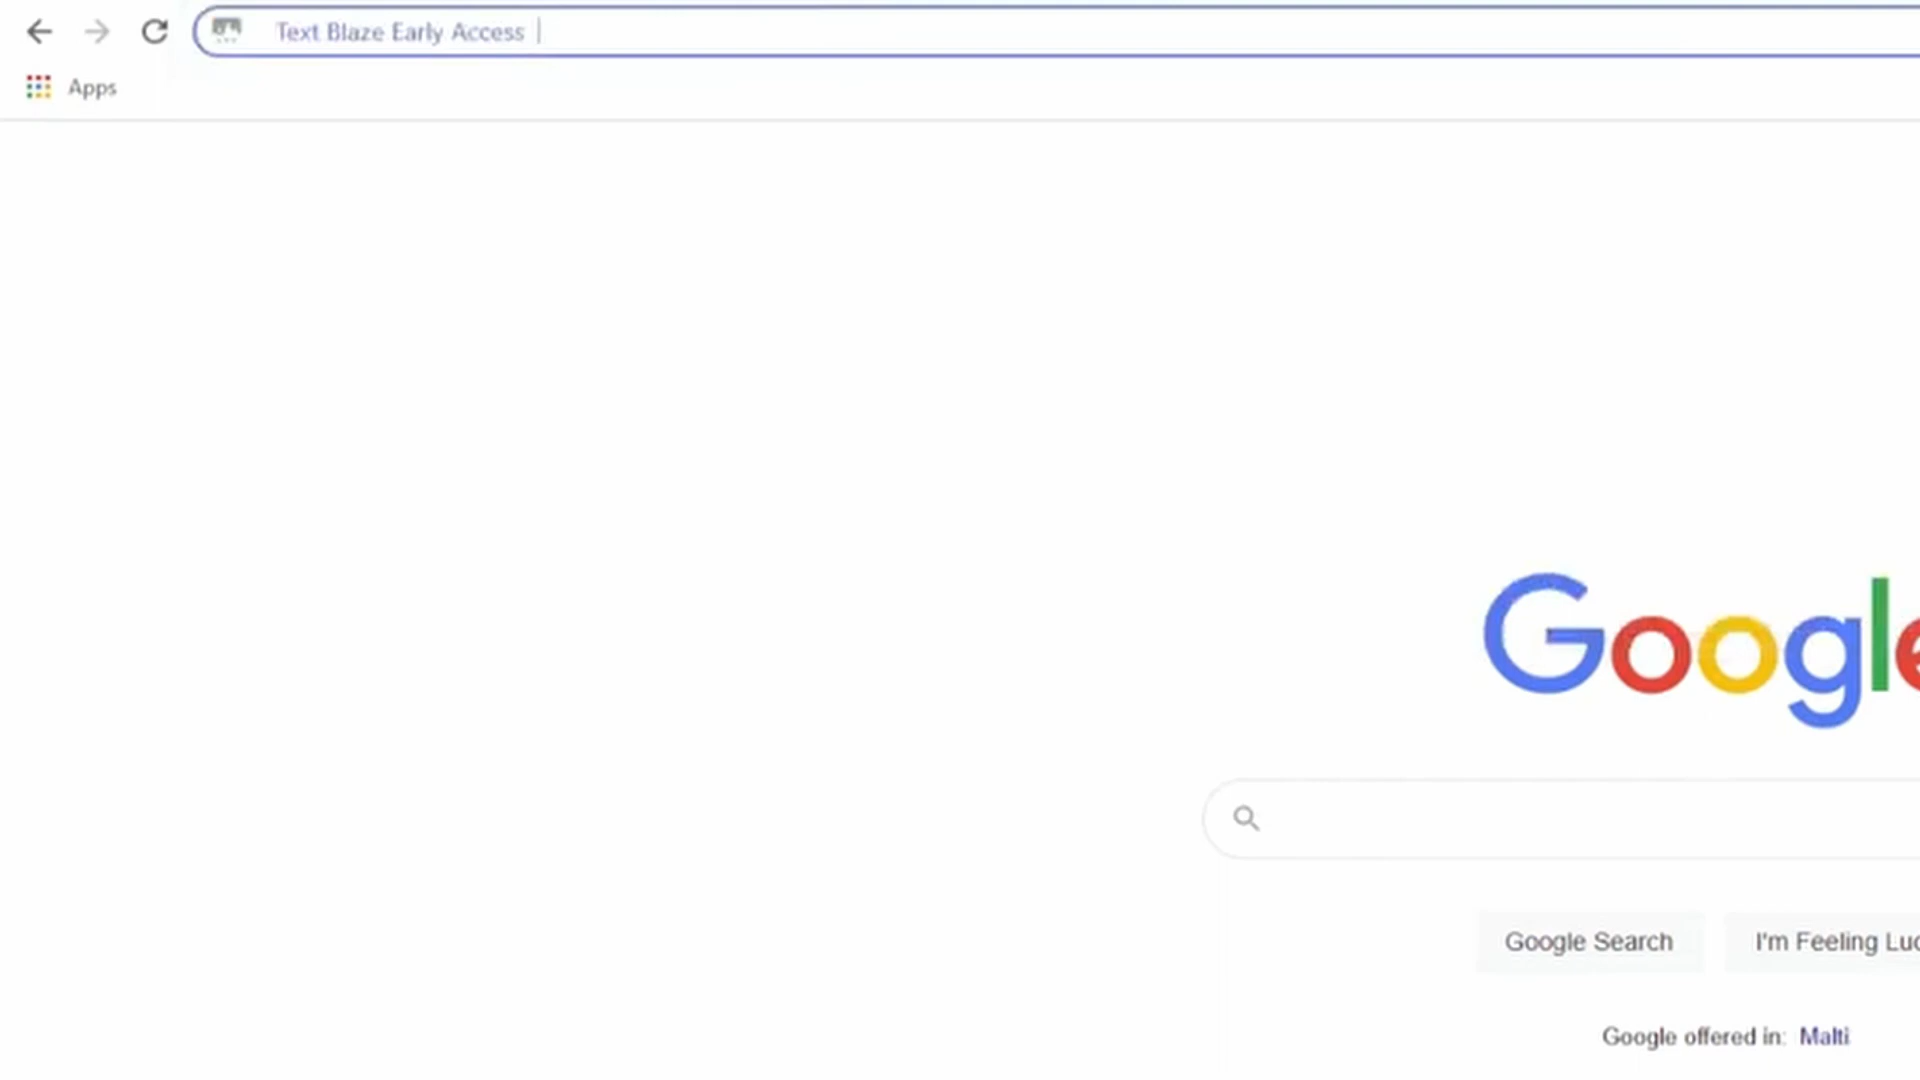 Text Blaze Early Access
Apps
Google
Google Search
I'm Feeling Luc
Google offered in: Malti